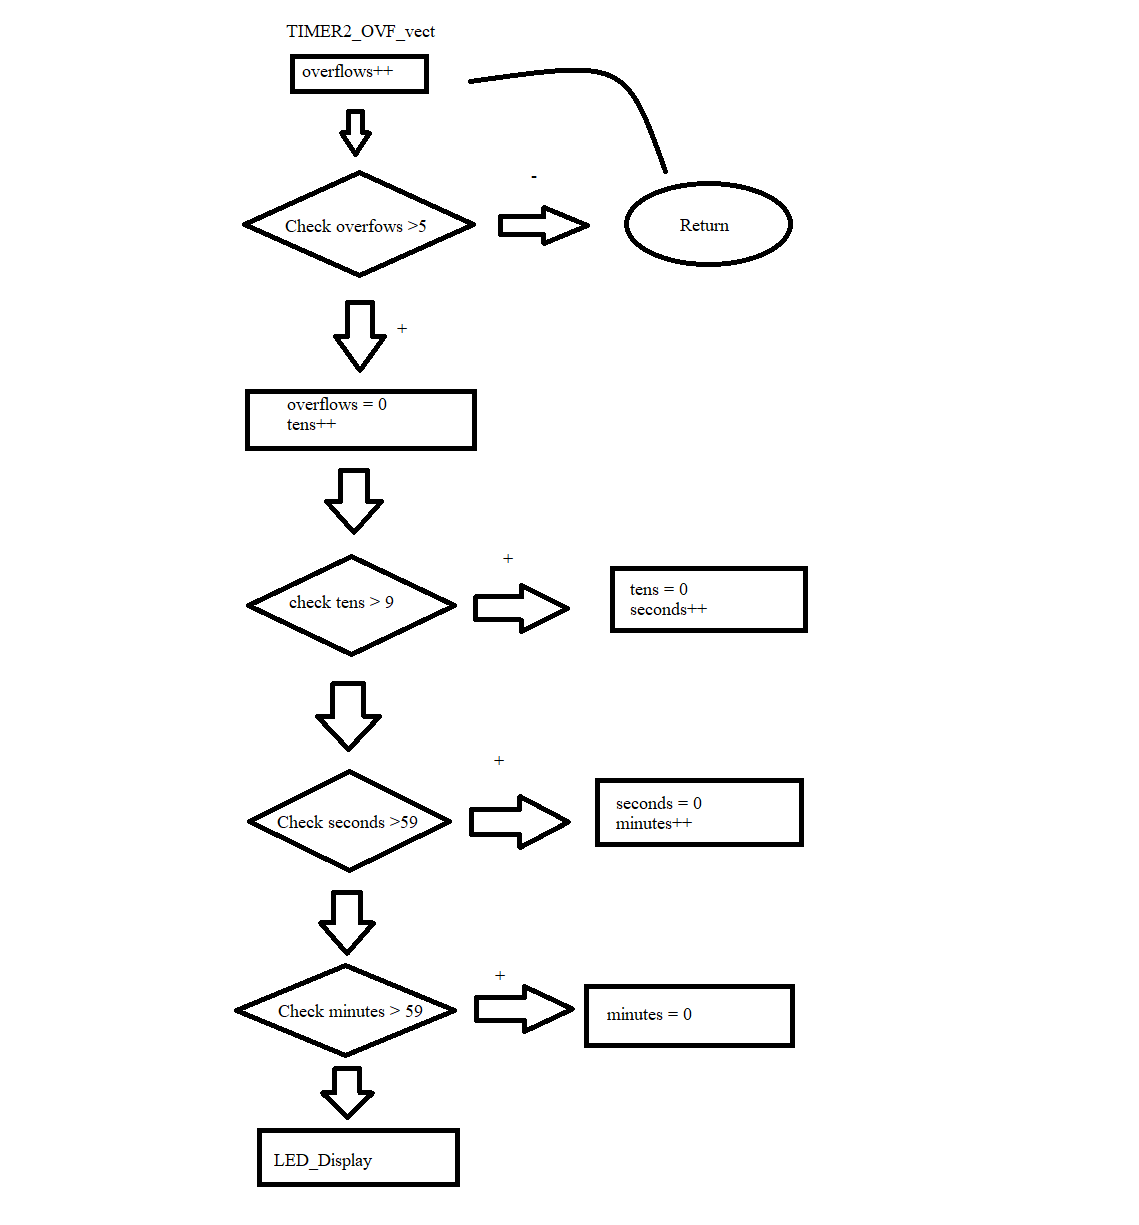 TIMER2_OVF_vect
overflows++
Check overfows >5
-
Return
+
overflows = 0
tens++
+
check tens > 9
tens = 0
seconds++
+
Check seconds >59
seconds = 0
minutes++
+
Check minutes > 59
minutes = 0
LED_Display